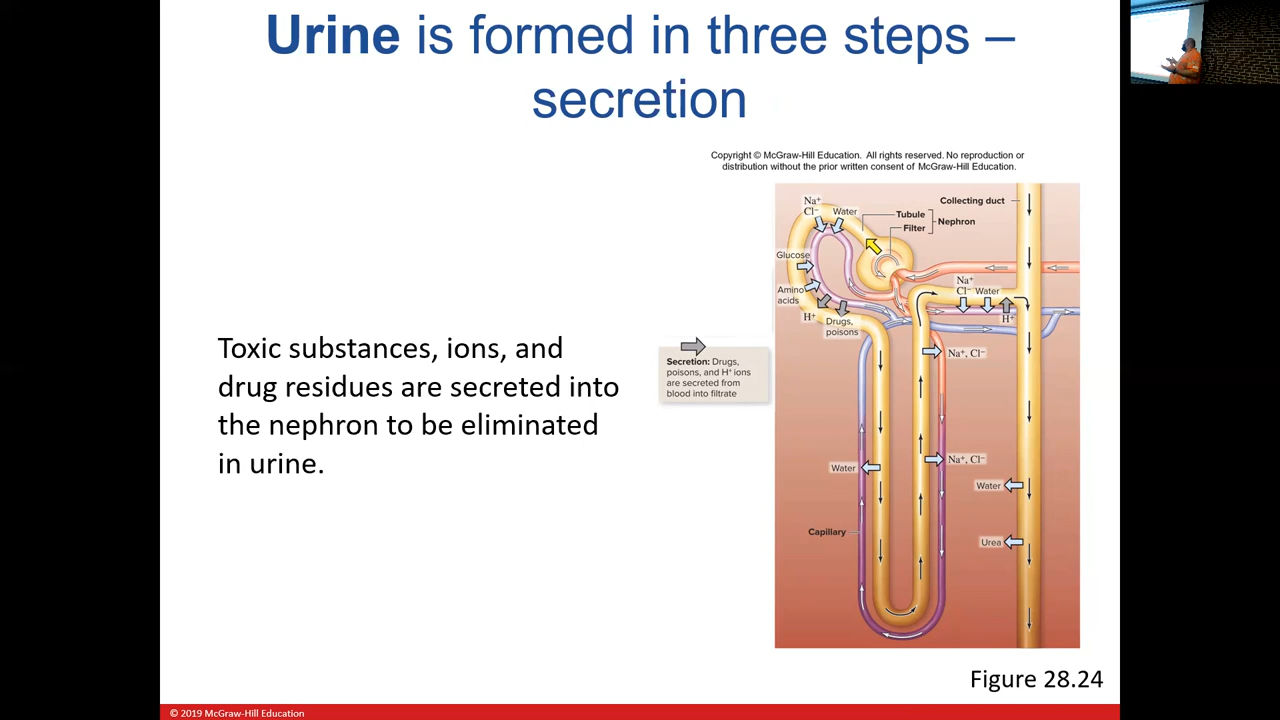 Urine is formed in three steps –
secretion
Copyright © McGraw-Hill Education. All rights reserved. No reproduction or
distribution without the prior written consent of McGraw-Hill Education.
Na⁺
Cl⁻ Water
Collecting duct
Tubule
Filter
Nephron
Glucose
Amino
acids
H⁺
Drugs,
poisons
Na⁺
Cl⁻ Water
H⁺
Na⁺, Cl⁻
Toxic substances, ions, and
drug residues are secreted into
the nephron to be eliminated
in urine.
Secretion: Drugs,
poisons, and H⁺ ions
are secreted from
blood into filtrate
Water
Na⁺, Cl⁻
Water
Capillary
Urea
Figure 28.24
© 2019 McGraw-Hill Education